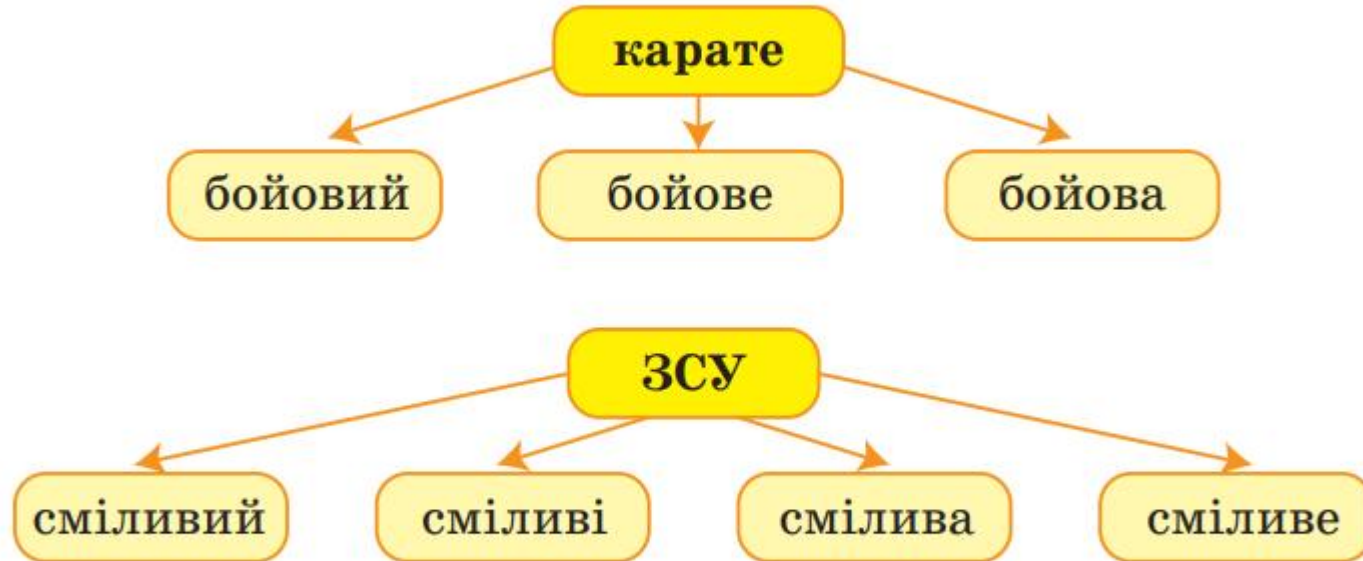 карате
бойовий бойове бойова
ЗСУ
сміливий сміливі смілива сміливе